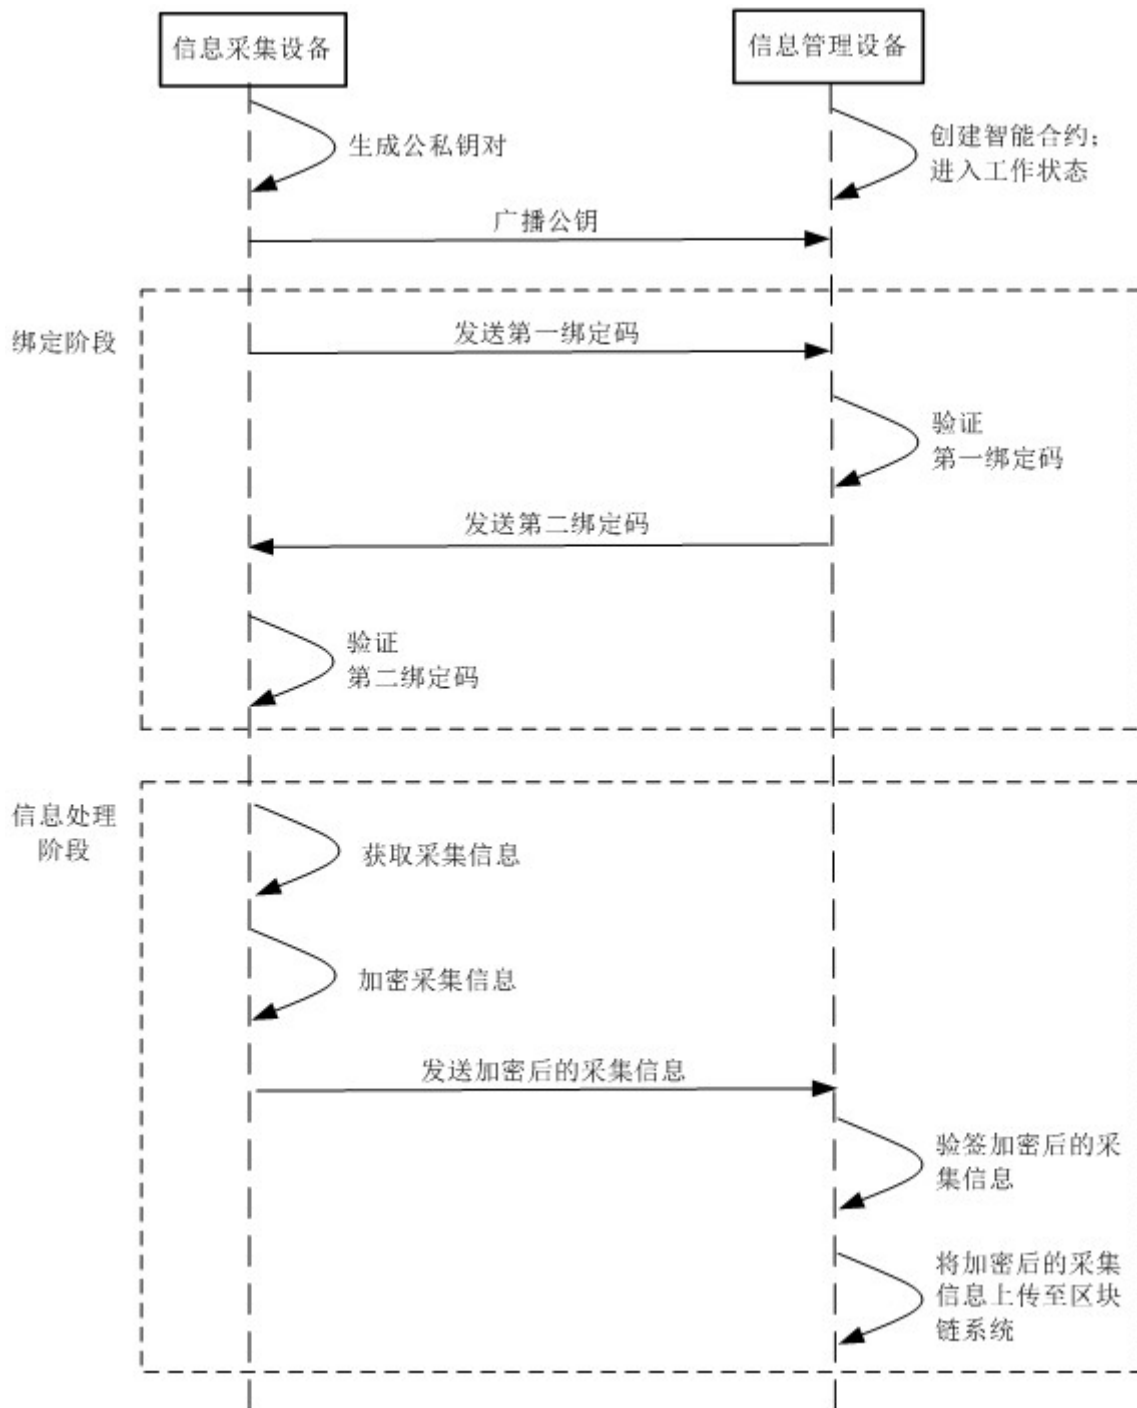 信息采集设备
信息管理设备
生成公私钥对
创建智能合约;
进入工作状态
广播公钥
绑定阶段
发送第一绑定码
验证
第一绑定码
发送第二绑定码
验证
第二绑定码
信息处理
阶段
获取采集信息
加密采集信息
发送加密后的采集信息
验签加密后的采
集信息
将加密后的采集
信息上传至区块
链系统